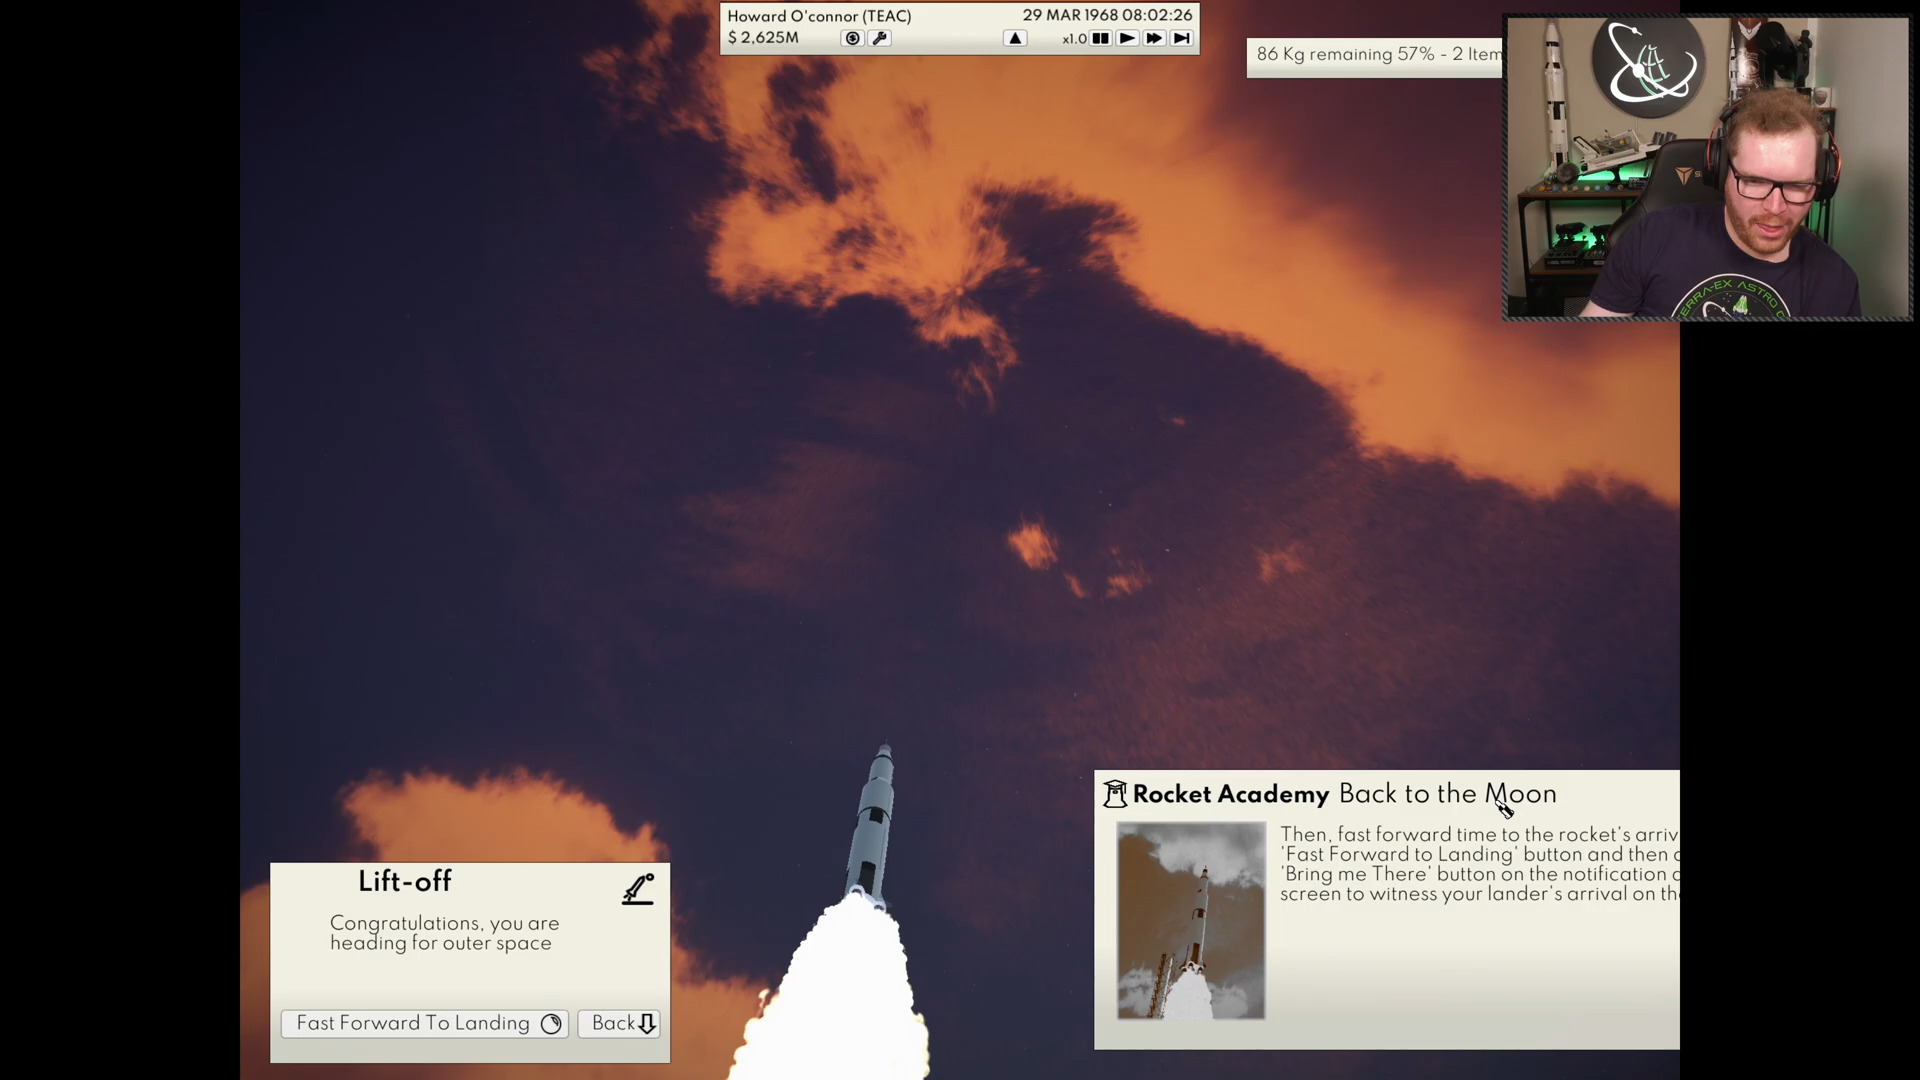 Howard O'connor (TEAC) 29 MAR 1968 08:02:26
$ 2,625M x1.0
86 Kg remaining 57% - 2 Item
TERRA-EX ASTRO
Rocket Academy Back to the Moon
Then, fast forward time to the rocket's arriv
'Fast Forward to Landing' button and then
'Bring me There' button on the notification
screen to witness your lander's arrival on
Lift-off
Congratulations, you are
heading for outer space
Fast Forward To Landing Back